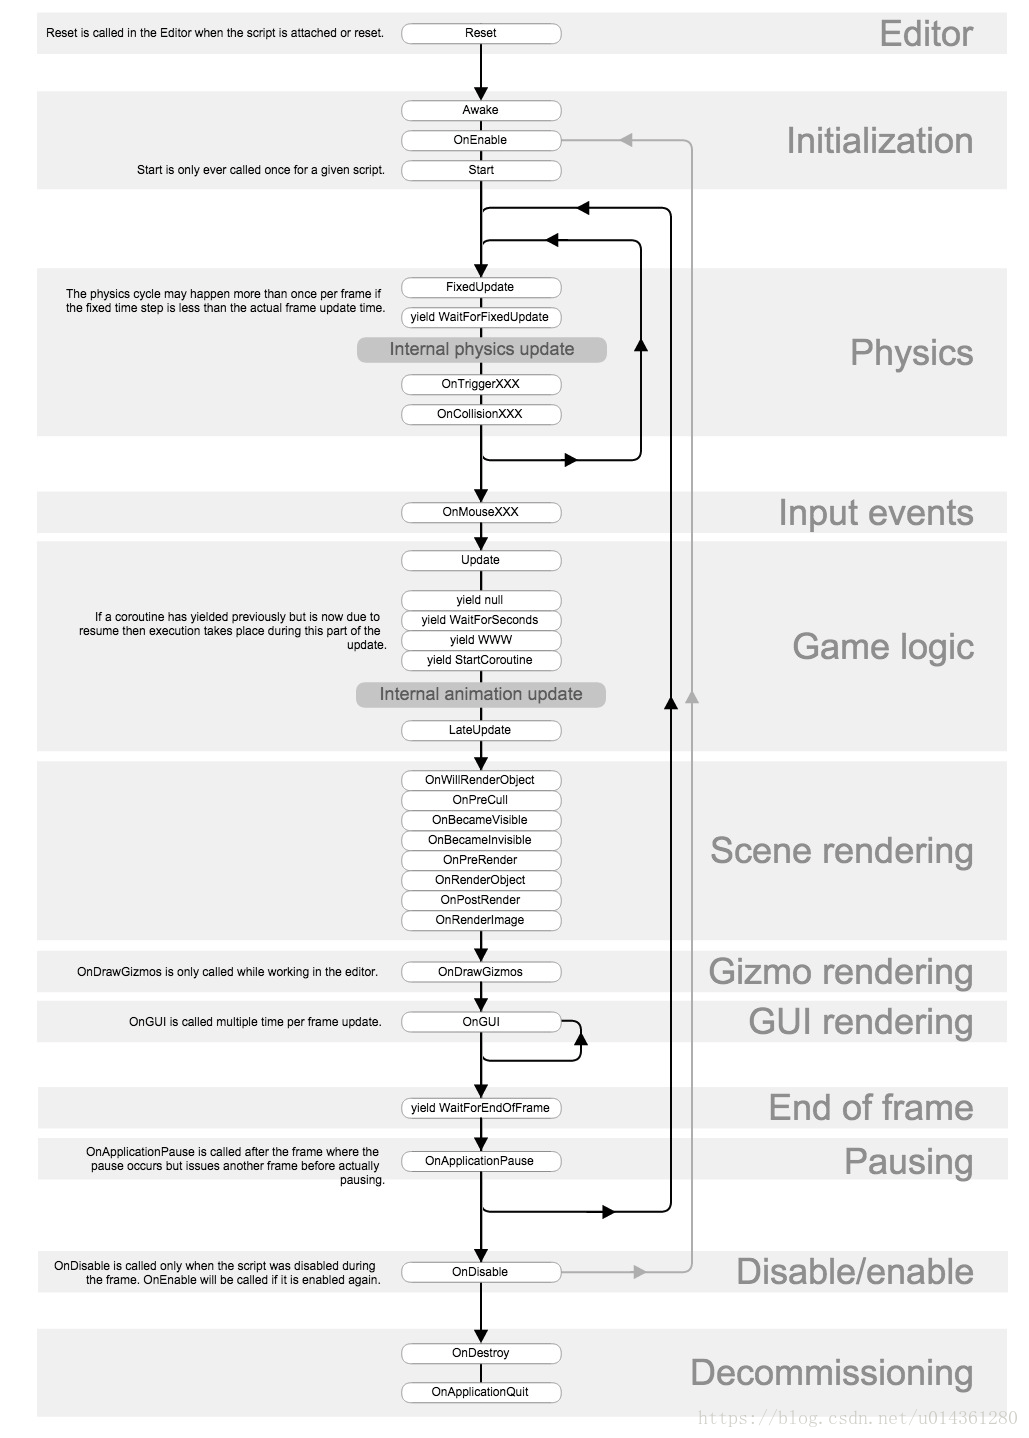 Reset is called in the Editor when the script is attached or reset.
Reset
Editor
Awake
OnEnable
Initialization
Start is only ever called once for a given script.
Start
The physics cycle may happen more than once per frame if
the fixed time step is less than the actual frame update time.
FixedUpdate
yield WaitForFixedUpdate
Internal physics update
Physics
OnTriggerXXX
OnCollisionXXX
OnMouseXXX
Input events
Update
If a coroutine has yielded previously but is now due to
resume then execution takes place during this part of the
update.
yield null
yield WaitForSeconds
yield WWW
yield StartCoroutine
Game logic
Internal animation update
LateUpdate
OnWillRenderObject
OnPreCull
OnBecameVisible
OnBecameInvisible
OnPreRender
OnRenderObject
OnPostRender
OnRenderImage
Scene rendering
OnDrawGizmos is only called while working in the editor.
OnDrawGizmos
Gizmo rendering
OnGUI is called multiple time per frame update.
OnGUI
GUI rendering
yield WaitForEndOfFrame
End of frame
OnApplicationPause is called after the frame where the
pause occurs but issues another frame before actually
pausing.
OnApplicationPause
Pausing
OnDisable is called only when the script was disabled during
the frame. OnEnable will be called if it is enabled again.
OnDisable
Disable/enable
OnDestroy
OnApplicationQuit
Decommissioning
https://blog.csdn.net/u014361280